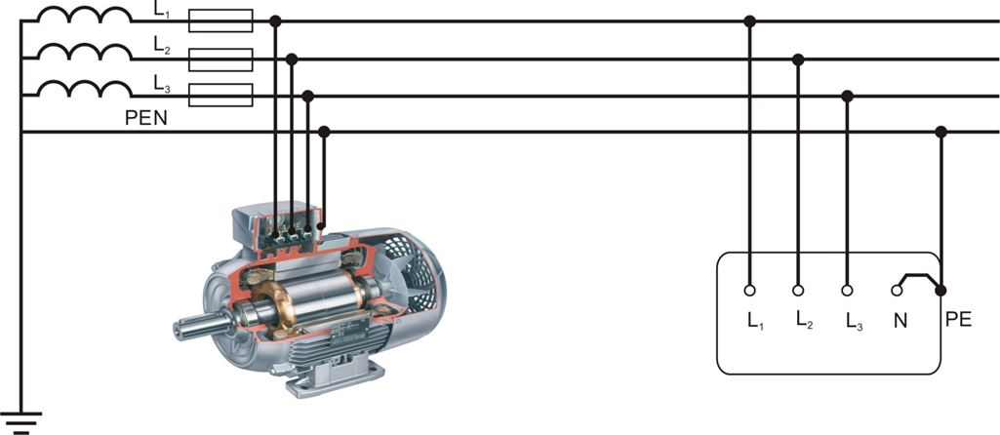 L₁
L₂
L₃
PEN
L₁ L₂ L₃ N PE